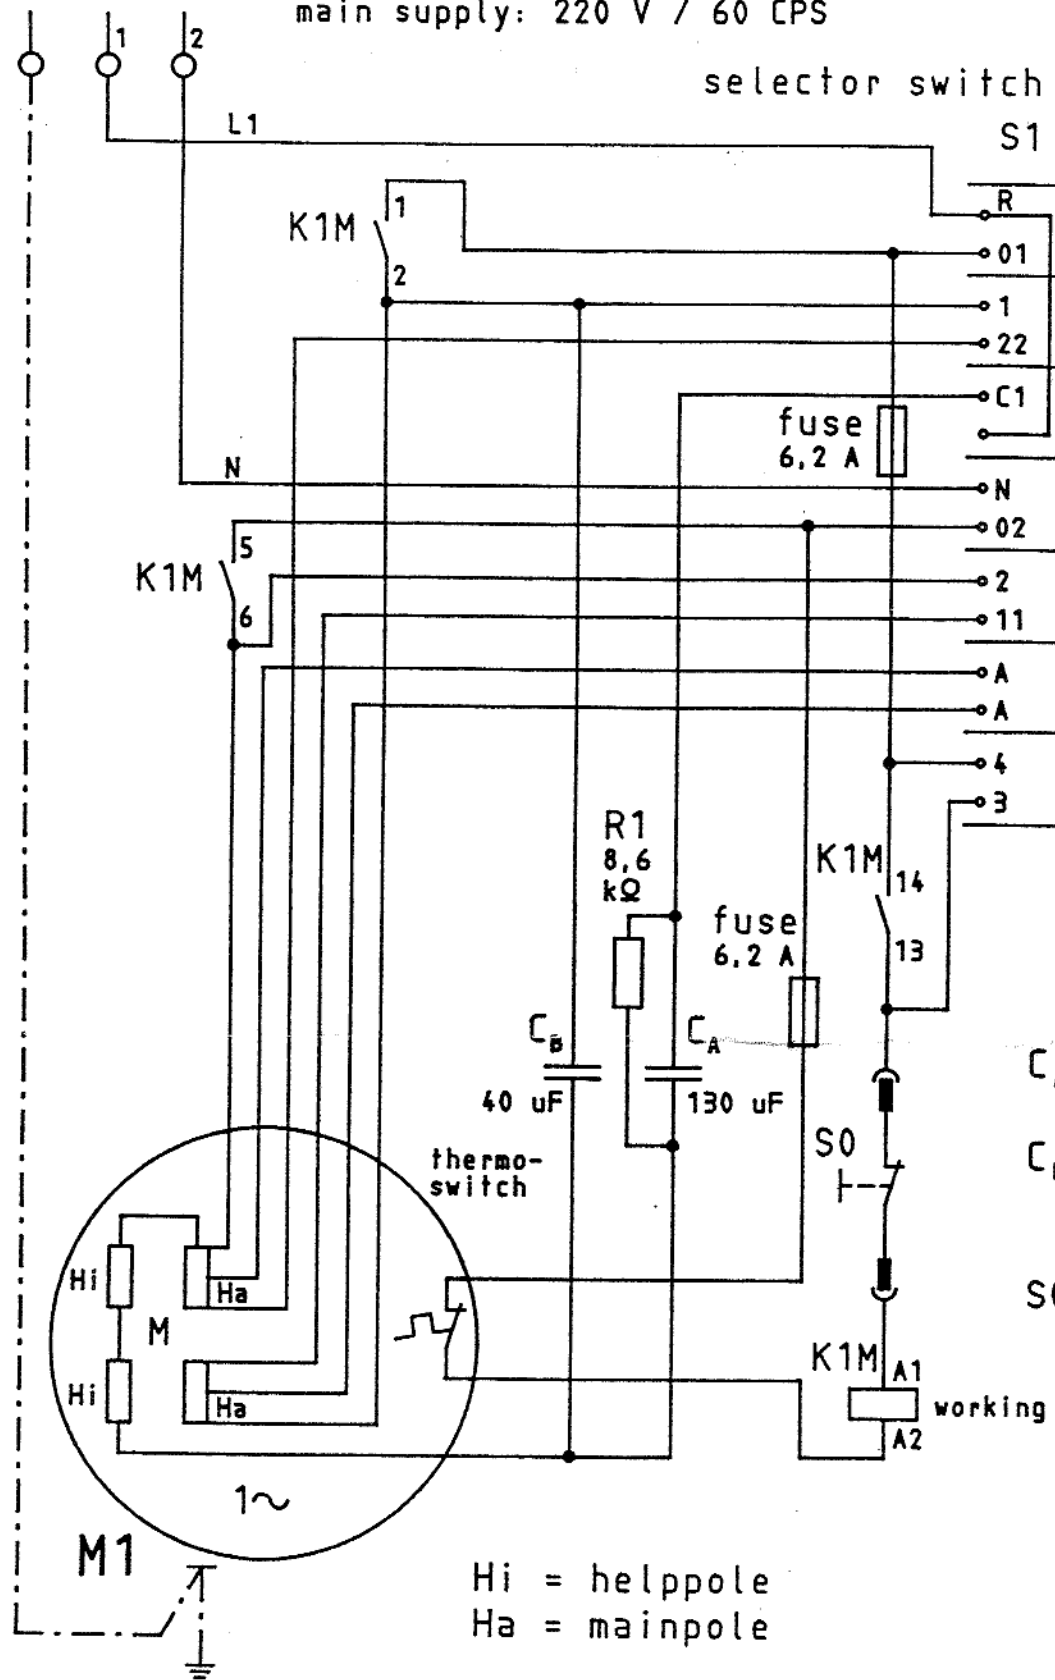 main supply: 220 V / 60 CPS
1
2
selector switch
L1
S1
R
1
K1M
01
2
1
22
C1
fuse
6,2 A
N
N
02
5
K1M
2
6
11
A
A
4
3
R1
8,6
kΩ
K1M
14
fuse
6,2 A
13
CB
CA
40 uF
130 uF
C
S0
C
thermo-
switch
Hi
Ha
M
K1M
A1
Hi
Ha
working
A2
1~
M1
Hi = helppole
Ha = mainpole